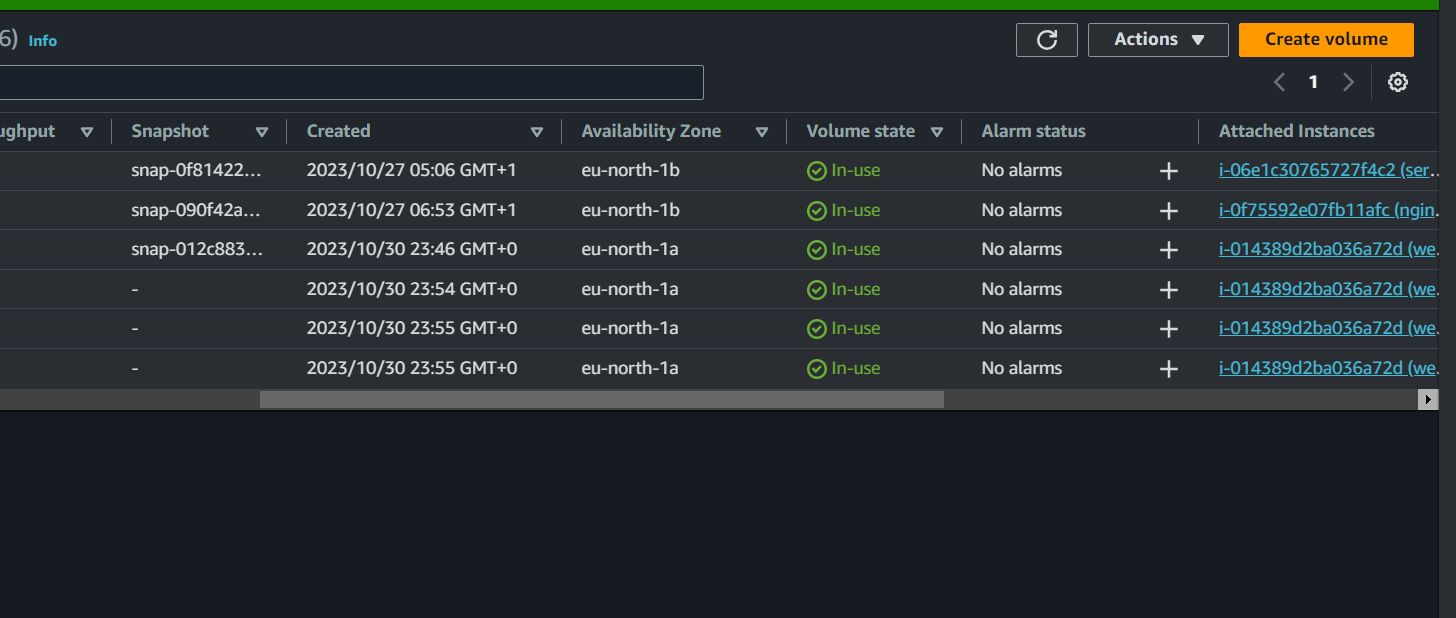 6) Info Actions Create volume
1
ughput Snapshot Created Availability Zone Volume state Alarm status Attached Instances
snap-0f81422... 2023/10/27 05:06 GMT+1 eu-north-1b In-use No alarms i-06e1c30765727f4c2 (ser...
snap-090f42a... 2023/10/27 06:53 GMT+1 eu-north-1b In-use No alarms i-0f75592e07fb11afc (ngin.
snap-012c883... 2023/10/30 23:46 GMT+0 eu-north-1a In-use No alarms i-014389d2ba036a72d (we.
- 2023/10/30 23:54 GMT+0 eu-north-1a In-use No alarms i-014389d2ba036a72d (we.
- 2023/10/30 23:55 GMT+0 eu-north-1a In-use No alarms i-014389d2ba036a72d (we.
- 2023/10/30 23:55 GMT+0 eu-north-1a In-use No alarms i-014389d2ba036a72d (we.